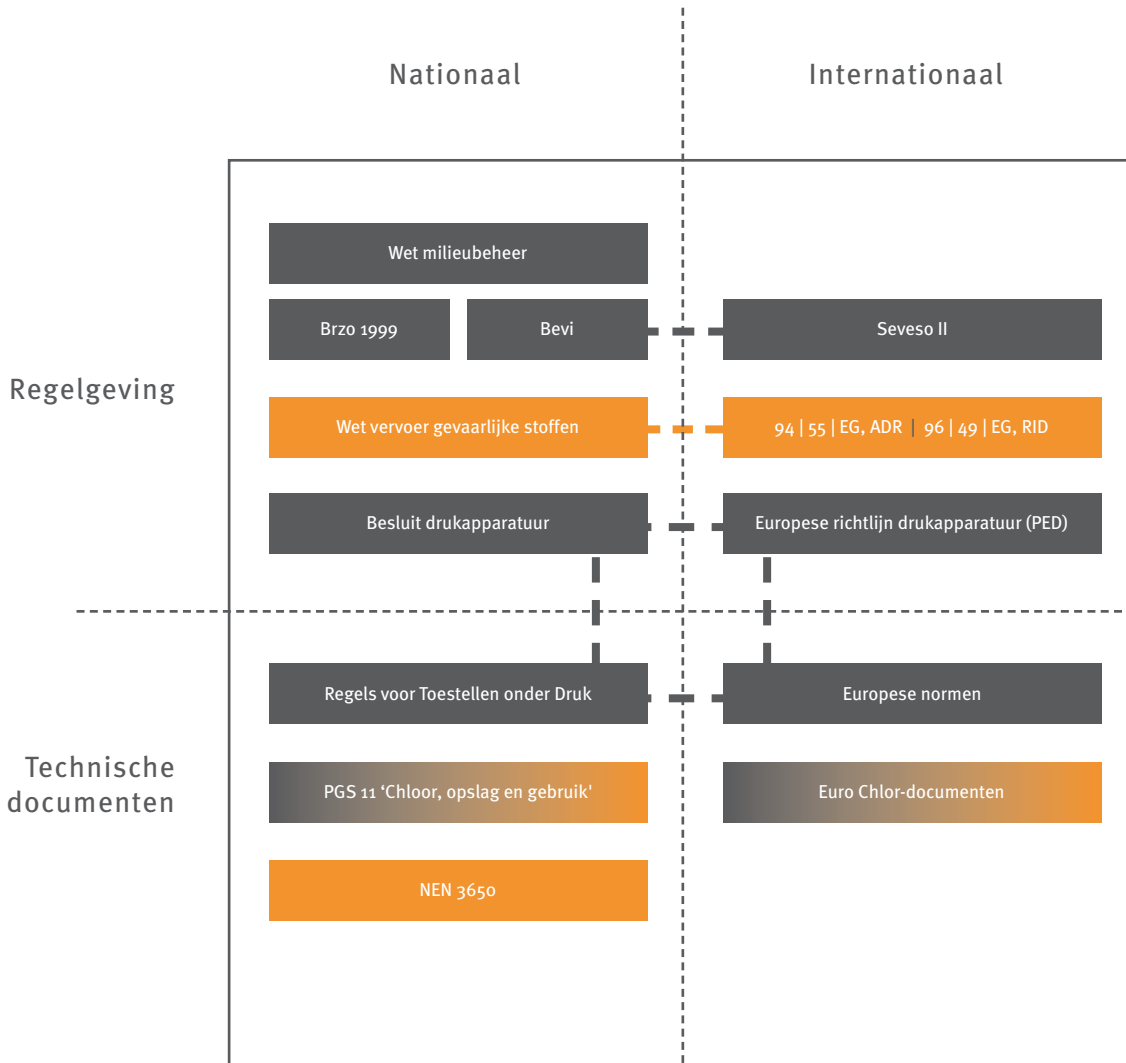 Nationaal
Internationaal
Regelgeving
Wet milieubeheer
Brzo 1999
Bevi
Seveso II
Wet vervoer gevaarlijke stoffen
94 | 55 | EG, ADR | 96 | 49 | EG, RID
Besluit drukapparatuur
Europese richtlijn drukapparatuur (PED)
Technische
documenten
Regels voor Toestellen onder Druk
Europese normen
PGS 11 ‘Chloor, opslag en gebruik'
Euro Chlor-documenten
NEN 3650